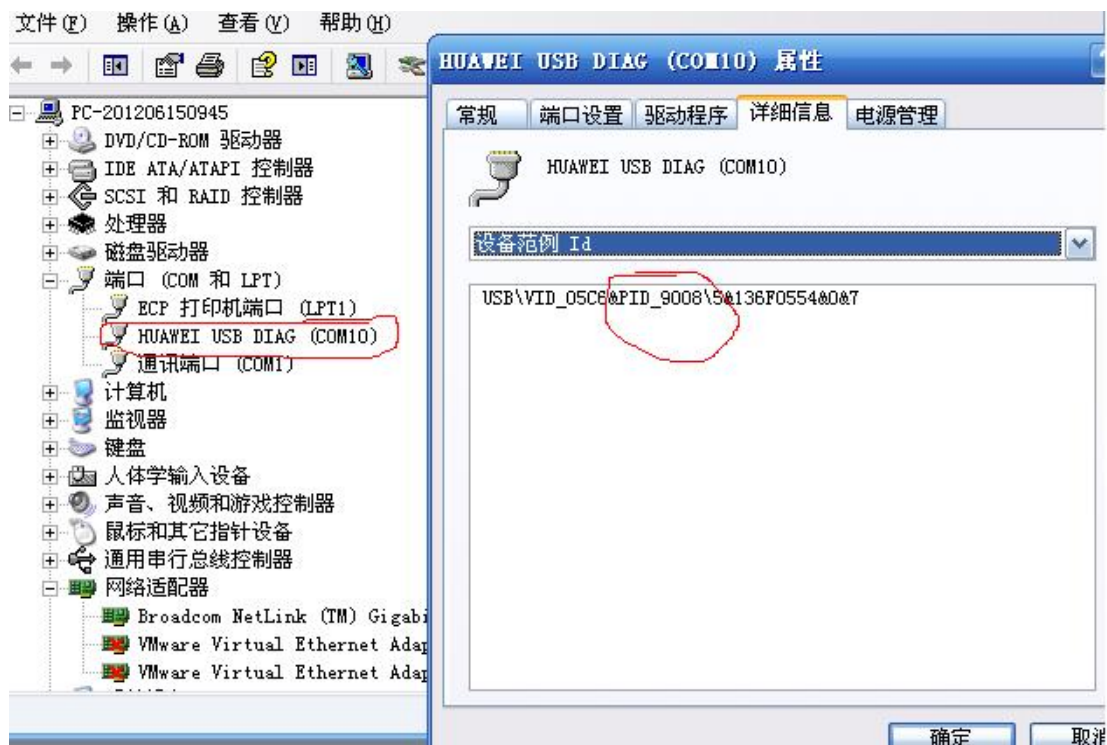 文件(F) 操作(A) 查看(V) 帮助(H)
PC-201206150945
DVD/CD-ROM 驱动器
IDE ATA/ATAPI 控制器
SCSI 和 RAID 控制器
处理器
磁盘驱动器
端口 (COM 和 LPT)
ECP 打印机端口 (LPT1)
HUAWEI USB DIAG (COM10)
通讯端口 (COM1)
计算机
监视器
键盘
人体学输入设备
声音、视频和游戏控制器
鼠标和其它指针设备
通用串行总线控制器
网络适配器
Broadcom NetLink (TM) Gigabi
VMware Virtual Ethernet Adap
VMware Virtual Ethernet Adap
HUAWEI USB DIAG (COM10) 属性
常规 端口设置 驱动程序 详细信息 电源管理
HUAWEI USB DIAG (COM10)
设备范例 Id
USB\VID_05C6&PID_9008\5&136F0554&0&7
确定 取消